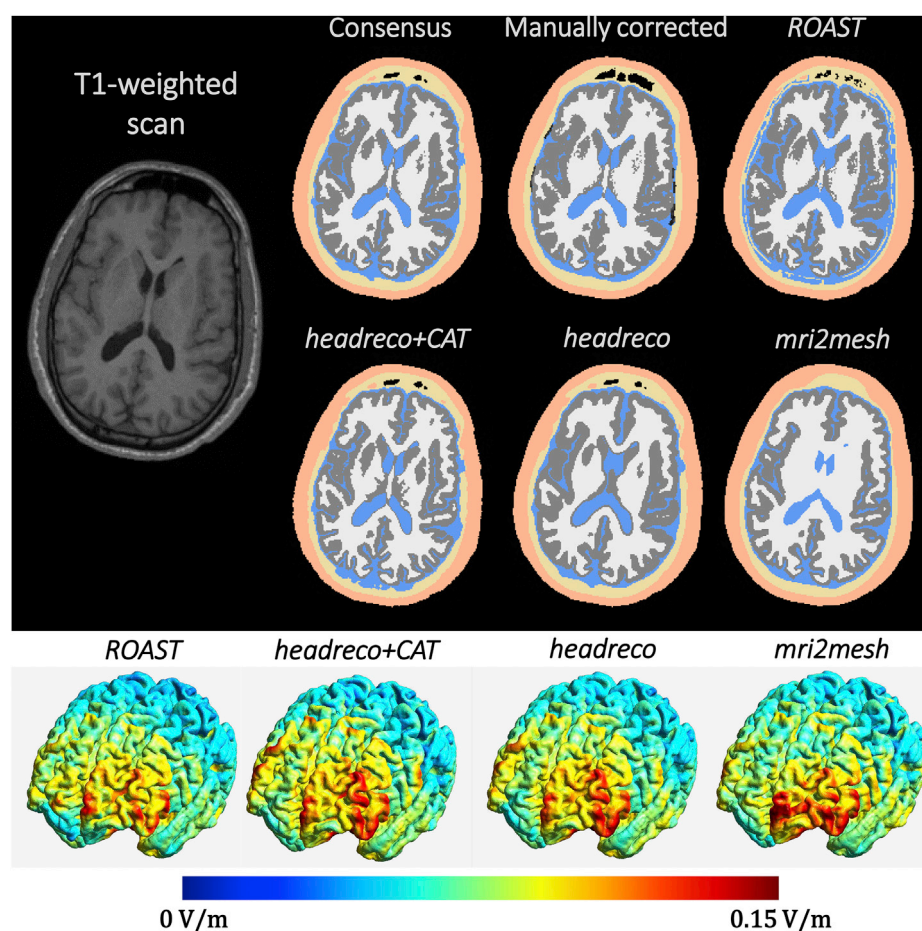 Consensus
Manually corrected
ROAST
T1-weighted
scan
headreco+CAT
headreco
mri2mesh
ROAST
headreco+CAT
headreco
mri2mesh
0 V/m
0.15 V/m